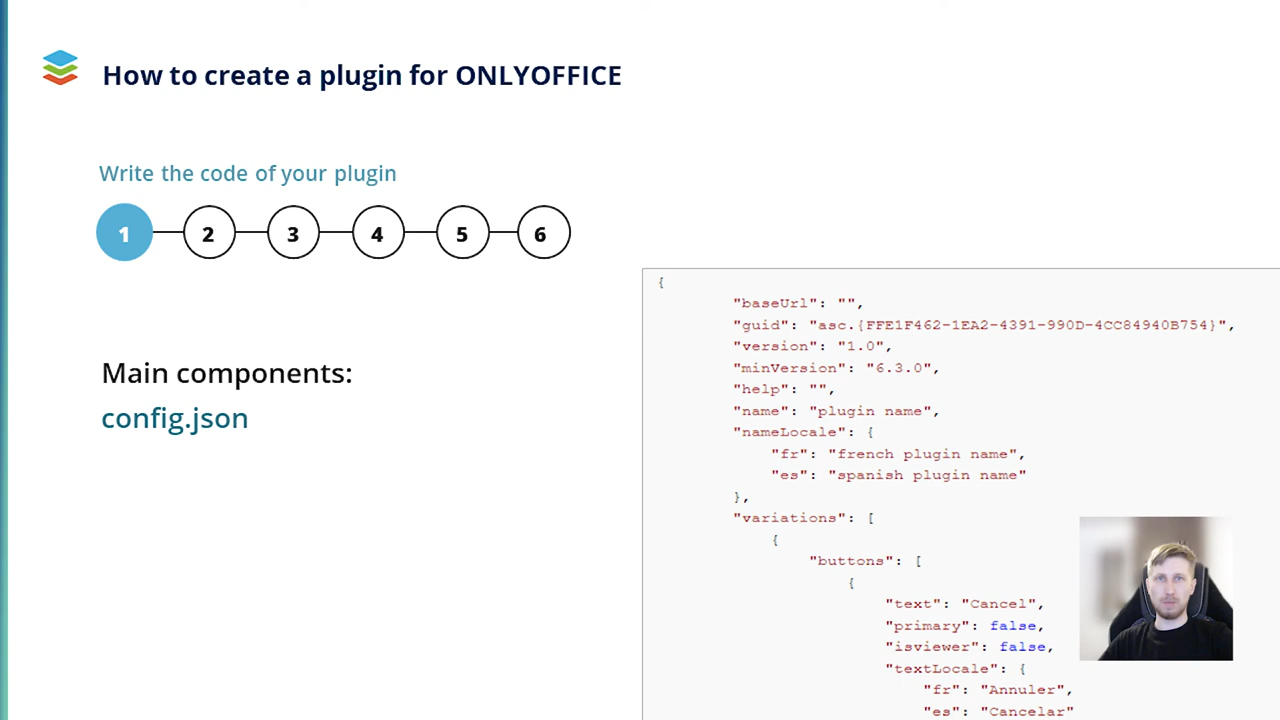 How to create a plugin for ONLYOFFICE
Write the code of your plugin
1 2 3 4 5 6
Main components:
config.json
{
"baseUrl": "",
"guid": "asc.{FFE1F462-1EA2-4391-990D-4CC84940B754}",
"version": "1.0",
"minVersion": "6.3.0",
"help": "",
"name": "plugin name",
"nameLocale": {
"fr": "french plugin name",
"es": "spanish plugin name"
},
"variations": [
{
"buttons": [
{
"text": "Cancel",
"primary": false,
"isviewer": false,
"textLocale": {
"fr": "Annuler",
"es": "Cancelar"